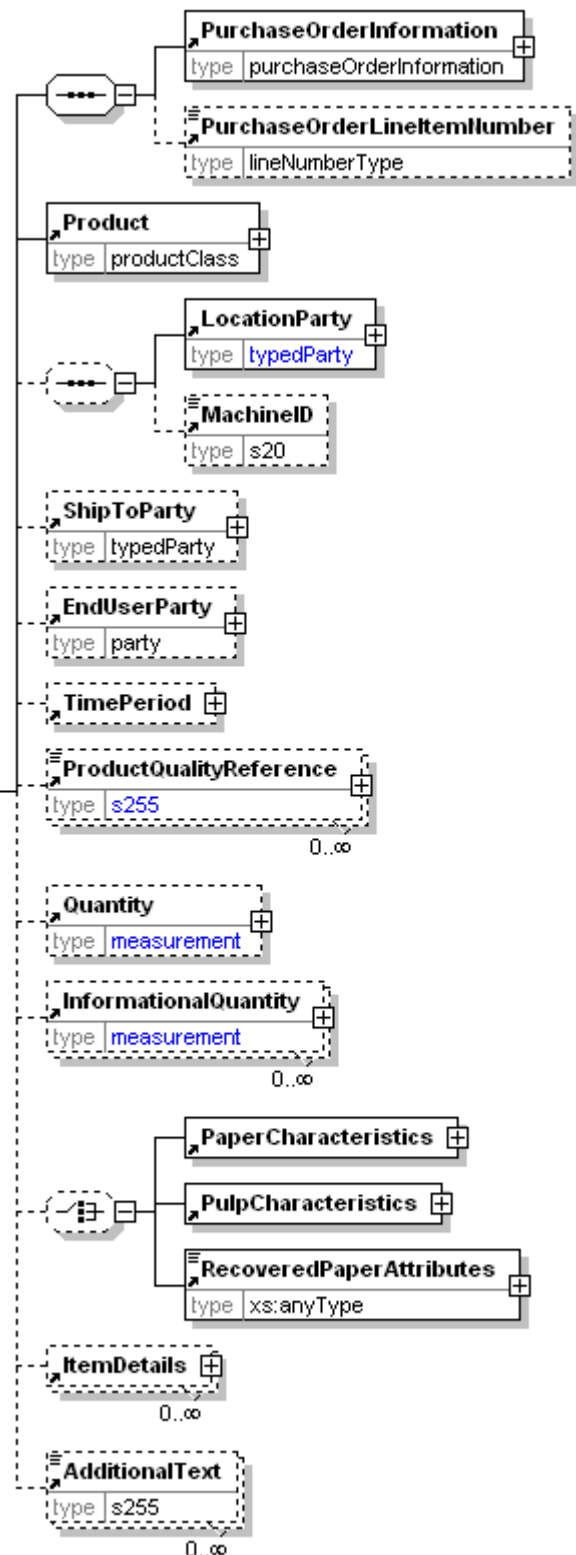 PurchaseOrderInformation
type purchaseOrderInformation
PurchaseOrderLineItemNumber
type lineNumberType
Product
type productClass
LocationParty
type typedParty
MachineID
type s20
ShipToParty
type typedParty
EndUserParty
type party
TimePeriod
ProductQualityReference
type s255
0..∞
Quantity
type measurement
InformationalQuantity
type measurement
0..∞
PaperCharacteristics
PulpCharacteristics
RecoveredPaperAttributes
type xs:anyType
ItemDetails
0..∞
AdditionalText
type s255
0..∞